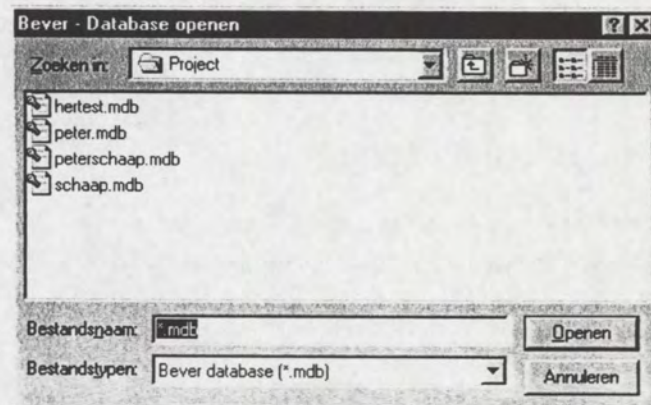 Bever - Database openen
Zoeken in: Project
hertest.mdb
peter.mdb
peterschaap.mdb
schaap.mdb
Bestandsnaam: *.mdb Openen
Bestandstypen: Bever database (*.mdb) Annuleren